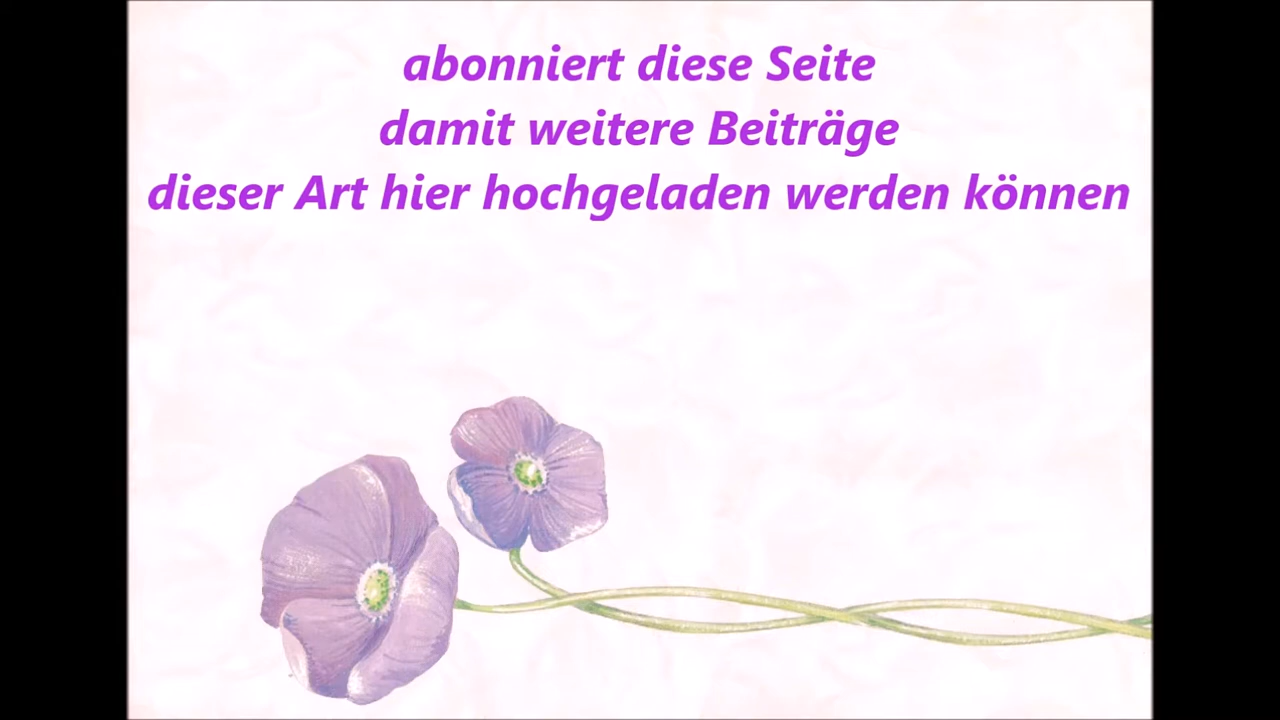 abonniert diese Seite
damit weitere Beiträge
dieser Art hier hochgeladen werden können